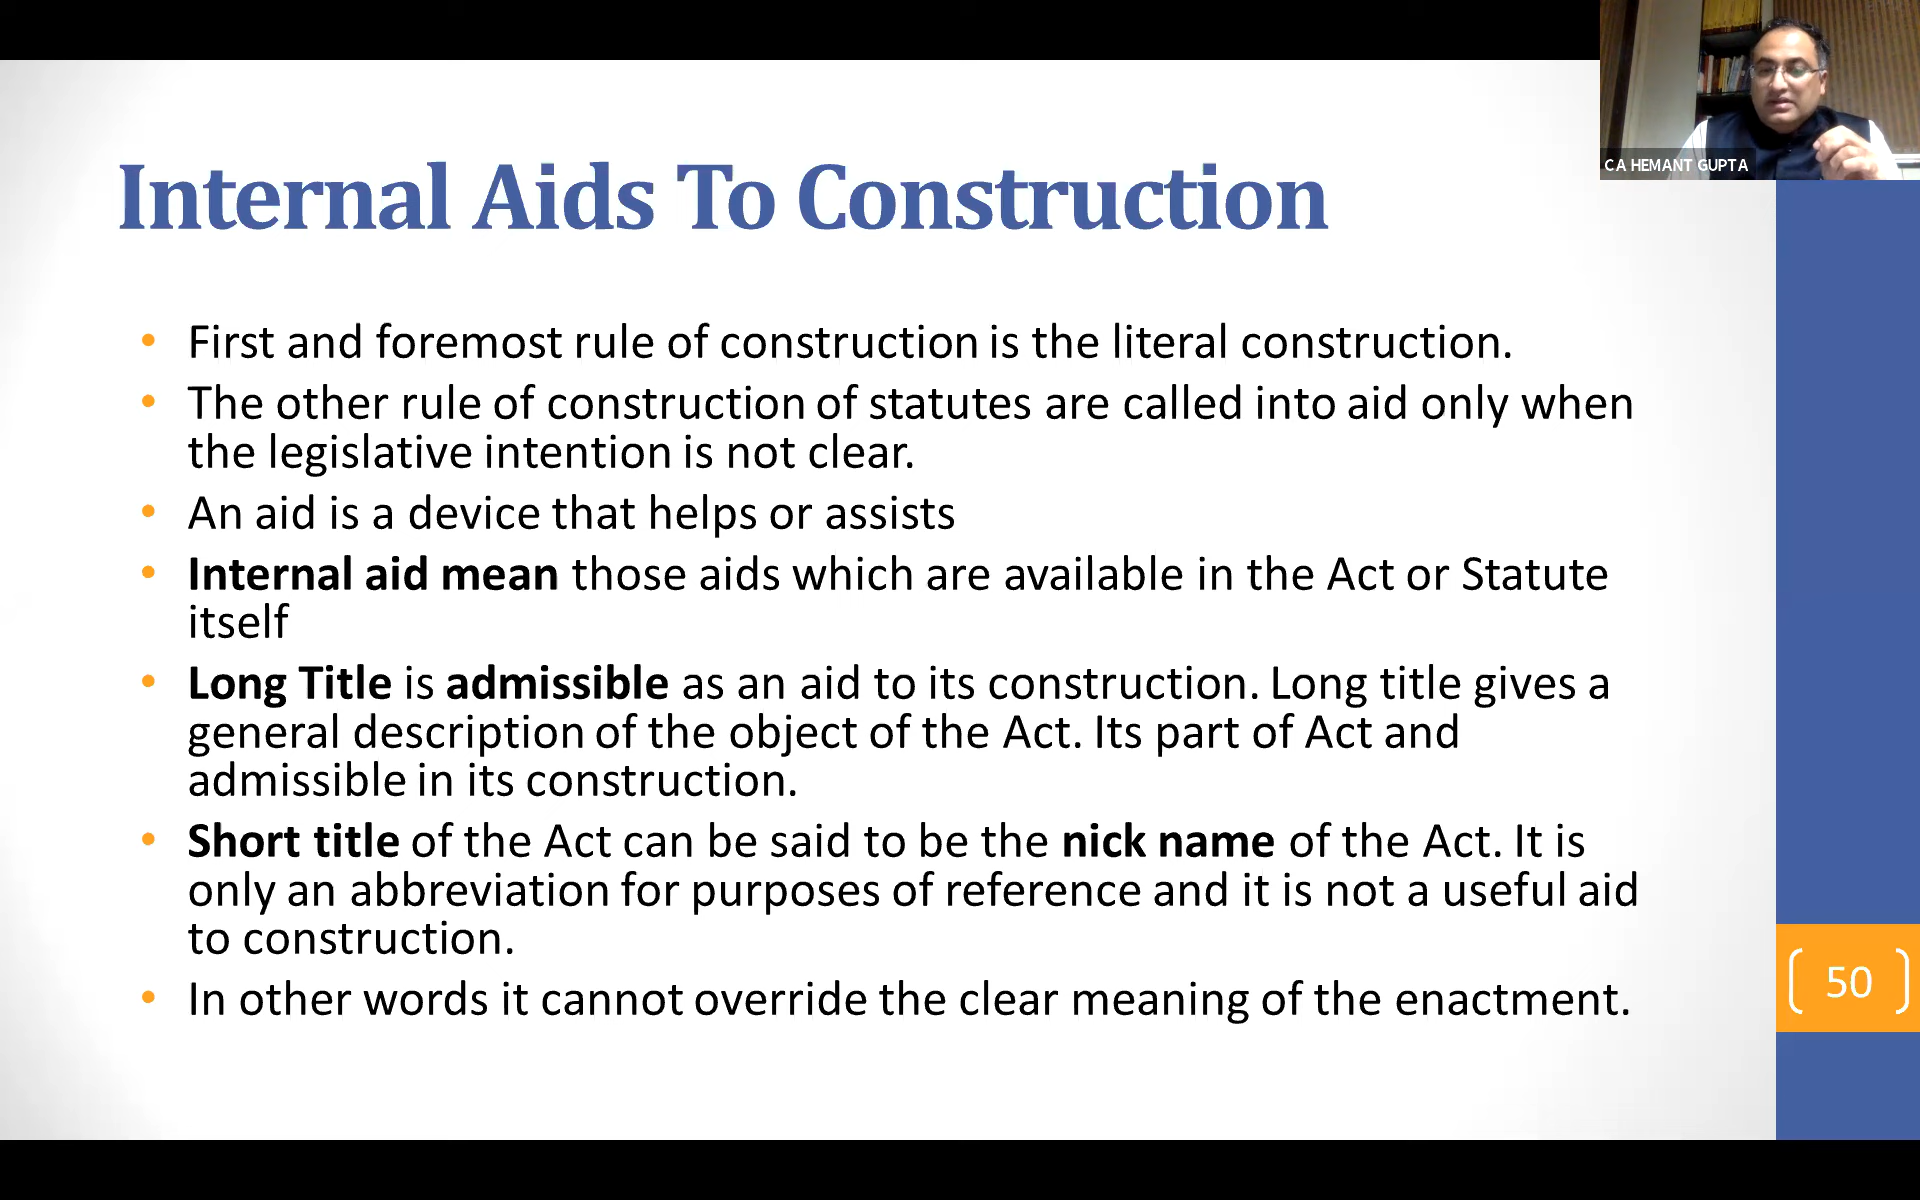 CA HEMANT GUPTA
Internal Aids To Construction
• First and foremost rule of construction is the literal construction.
• The other rule of construction of statutes are called into aid only when
the legislative intention is not clear.
• An aid is a device that helps or assists
• Internal aid mean those aids which are available in the Act or Statute
itself
• Long Title is admissible as an aid to its construction. Long title gives a
general description of the object of the Act. Its part of Act and
admissible in its construction.
• Short title of the Act can be said to be the nick name of the Act. It is
only an abbreviation for purposes of reference and it is not a useful aid
to construction.
• In other words it cannot override the clear meaning of the enactment.
50